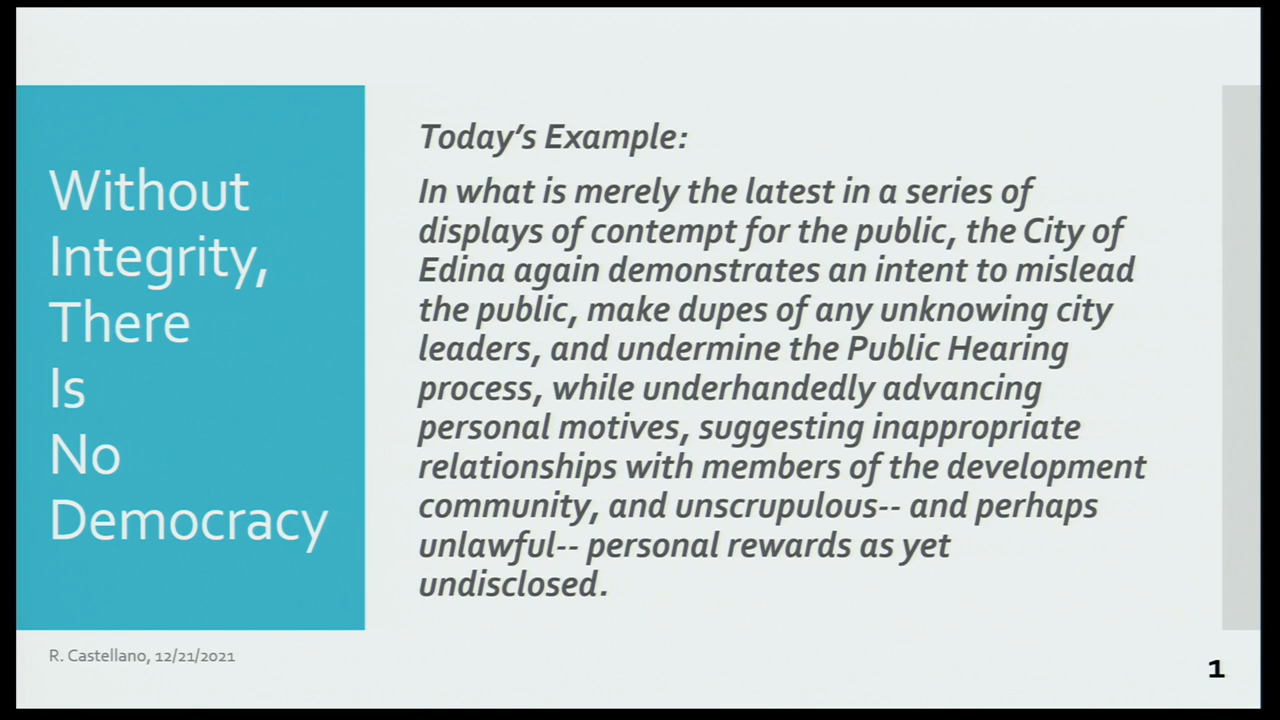 Without
Integrity,
There
Is
No
Democracy
Today's Example:
In what is merely the latest in a series of
displays of contempt for the public, the City of
Edina again demonstrates an intent to mislead
the public, make dupes of any unknowing city
leaders, and undermine the Public Hearing
process, while underhandedly advancing
personal motives, suggesting inappropriate
relationships with members of the development
community, and unscrupulous-- and perhaps
unlawful-- personal rewards as yet
undisclosed.
R. Castellano, 12/21/2021
1